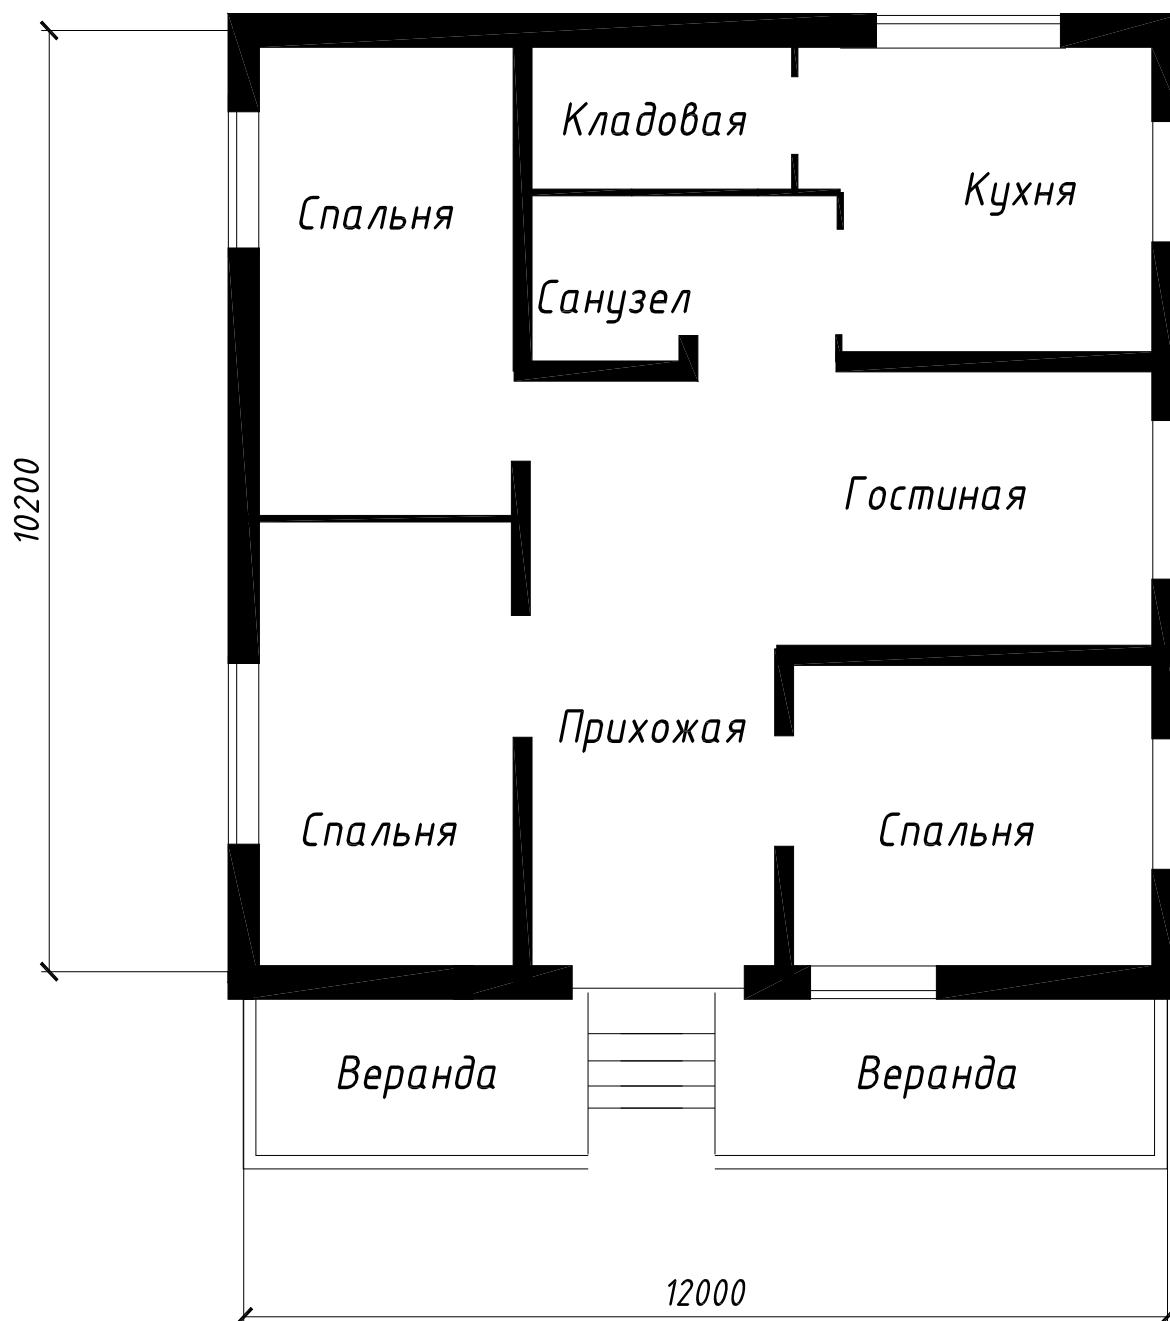 Кладовая
Кухня
Спальня
Санузел
10200
Гостиная
Прихожая
Спальня
Спальня
Веранда
Веранда
12000